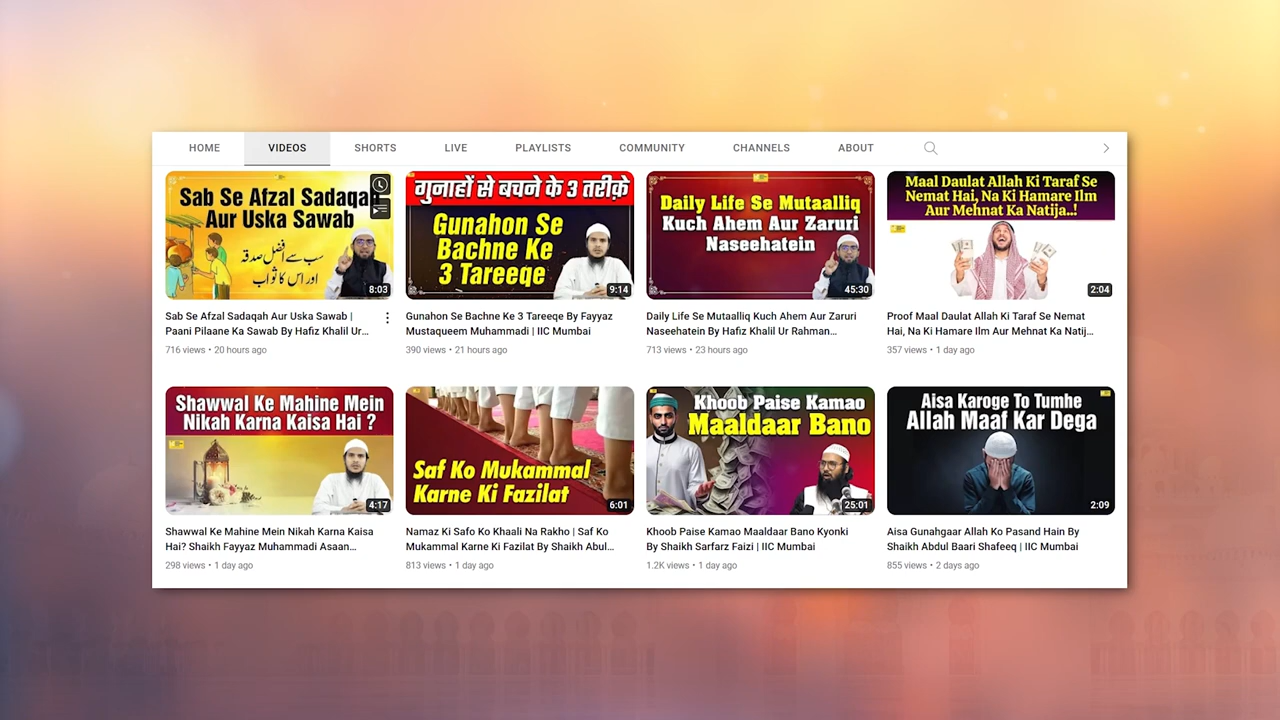 HOME VIDEOS SHORTS LIVE PLAYLISTS COMMUNITY CHANNELS ABOUT
Sab Se Afzal Sadaqah
Aur Uska Sawab
سب سے افضل صدقہ
اور اس کا ثواب
8:03
गुनाहों से बचने के 3 तरीक़े
Gunahon Se
Bachne Ke
3 Tareeqe
9:14
Daily Life Se Mutaalliq
Kuch Ahem Aur Zaruri
Naseehatein
45:30
Maal Daulat Allah Ki Taraf Se
Nemat Hai, Na Ki Hamare Ilm
Aur Mehnat Ka Natija..!
2:04
Sab Se Afzal Sadaqah Aur Uska Sawab |
Paani Pilaane Ka Sawab By Hafiz Khalil Ur...
716 views • 20 hours ago
Gunahon Se Bachne Ke 3 Tareeqe By Fayyaz
Mustaqueem Muhammadi | IIC Mumbai
390 views • 21 hours ago
Daily Life Se Mutaalliq Kuch Ahem Aur Zaruri
Naseehatein By Hafiz Khalil Ur Rahman...
713 views • 23 hours ago
Proof Maal Daulat Allah Ki Taraf Se Nemat
Hai, Na Ki Hamare Ilm Aur Mehnat Ka Natij...
357 views • 1 day ago
Shawwal Ke Mahine Mein
Nikah Karna Kaisa Hai ?
4:17
Saf Ko Mukammal
Karne Ki Fazilat
6:01
Khoob Paise Kamao
Maaldaar Bano
25:01
Aisa Karoge To Tumhe
Allah Maaf Kar Dega
2:09
Shawwal Ke Mahine Mein Nikah Karna Kaisa
Hai? Shaikh Fayyaz Muhammadi Asaan...
298 views • 1 day ago
Namaz Ki Safo Ko Khaali Na Rakho | Saf Ko
Mukammal Karne Ki Fazilat By Shaikh Abul...
813 views • 1 day ago
Khoob Paise Kamao Maaldaar Bano Kyonki
By Shaikh Sarfarz Faizi | IIC Mumbai
1.2K views • 1 day ago
Aisa Gunahgaar Allah Ko Pasand Hain By
Shaikh Abdul Baari Shafeeq | IIC Mumbai
855 views • 2 days ago